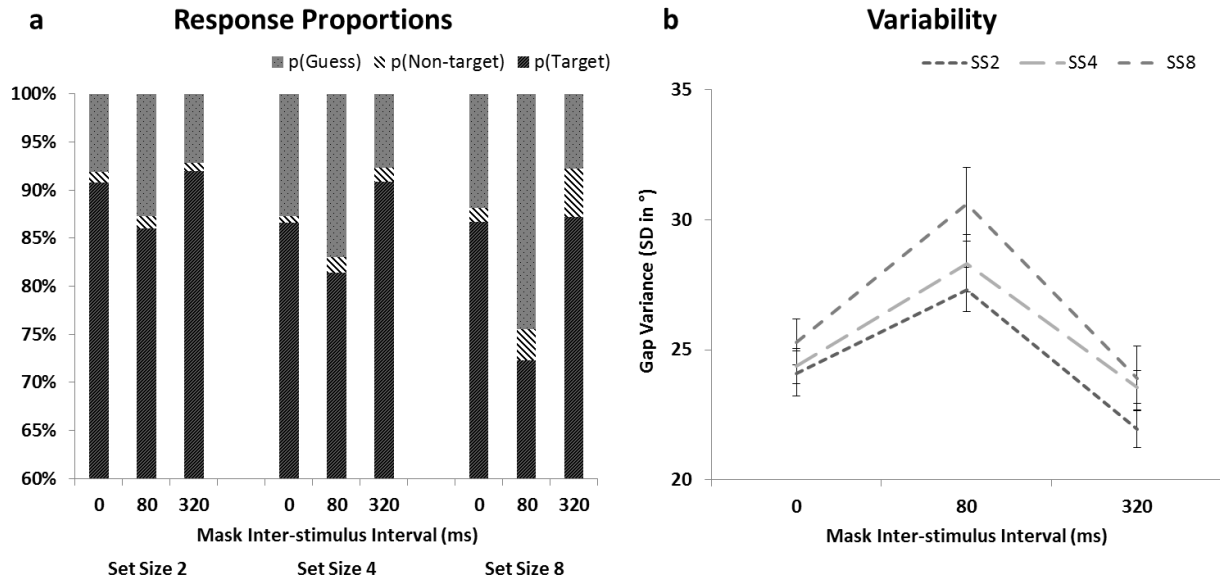 a Response Proportions
p(Guess) p(Non-target) p(Target)
100%
95%
90%
85%
80%
75%
70%
65%
60%
0 80 320 0 80 320 0 80 320
Mask Inter-stimulus Interval (ms)
Set Size 2 Set Size 4 Set Size 8
b Variability
SS2 SS4 SS8
Gap Variance (SD in °)
35
30
25
20
0 80 320
Mask Inter-stimulus Interval (ms)